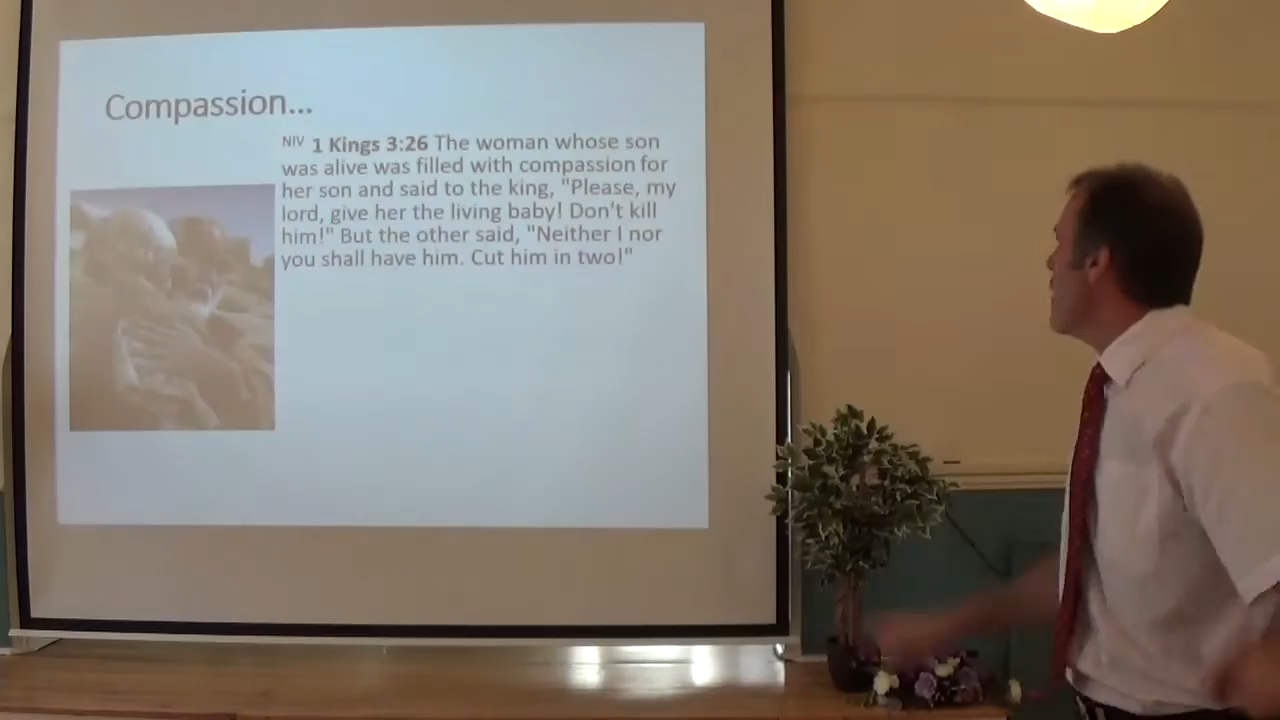 Compassion...
NIV 1 Kings 3:26 The woman whose son
was alive was filled with compassion for
her son and said to the king, "Please, my
lord, give her the living baby! Don't kill
him!" But the other said, "Neither I nor
you shall have him. Cut him in two!"